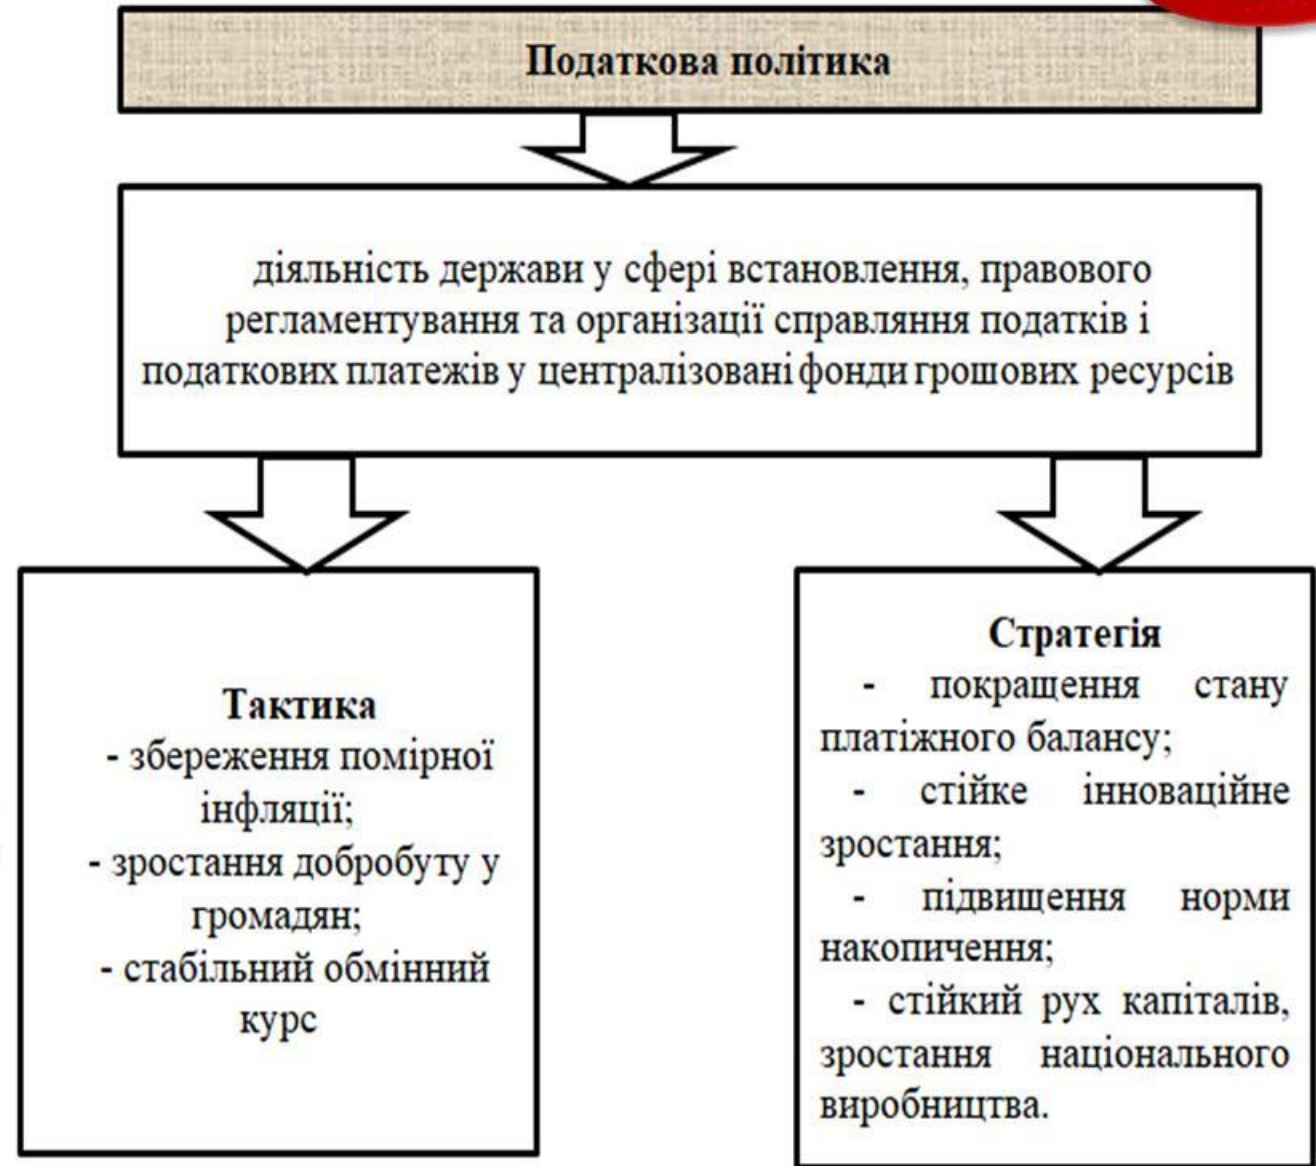 Податкова політика
діяльність держави у сфері встановлення, правового
регламентування та організації справляння податків і
податкових платежів у централізовані фонди грошових ресурсів
Тактика
- збереження помірної
інфляції;
- зростання добробуту у
громадян;
- стабільний обмінний
курс
Стратегія
- покращення стану
платіжного балансу;
- стійке інноваційне
зростання;
- підвищення норми
накопичення;
- стійкий рух капіталів,
зростання національного
виробництва.